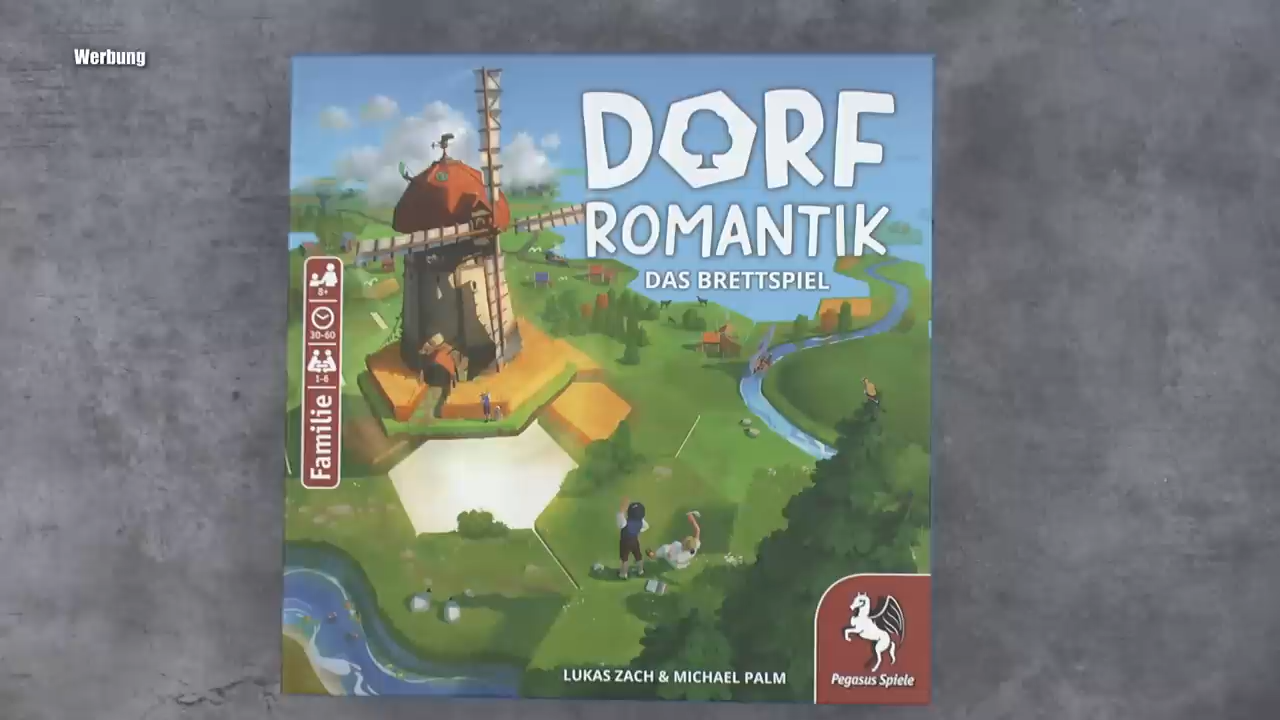 Werbung
DORF
ROMANTIK
DAS BRETTSPIEL
8+
30-60
1-6
Familie
LUKAS ZACH & MICHAEL PALM
Pegasus Spiele